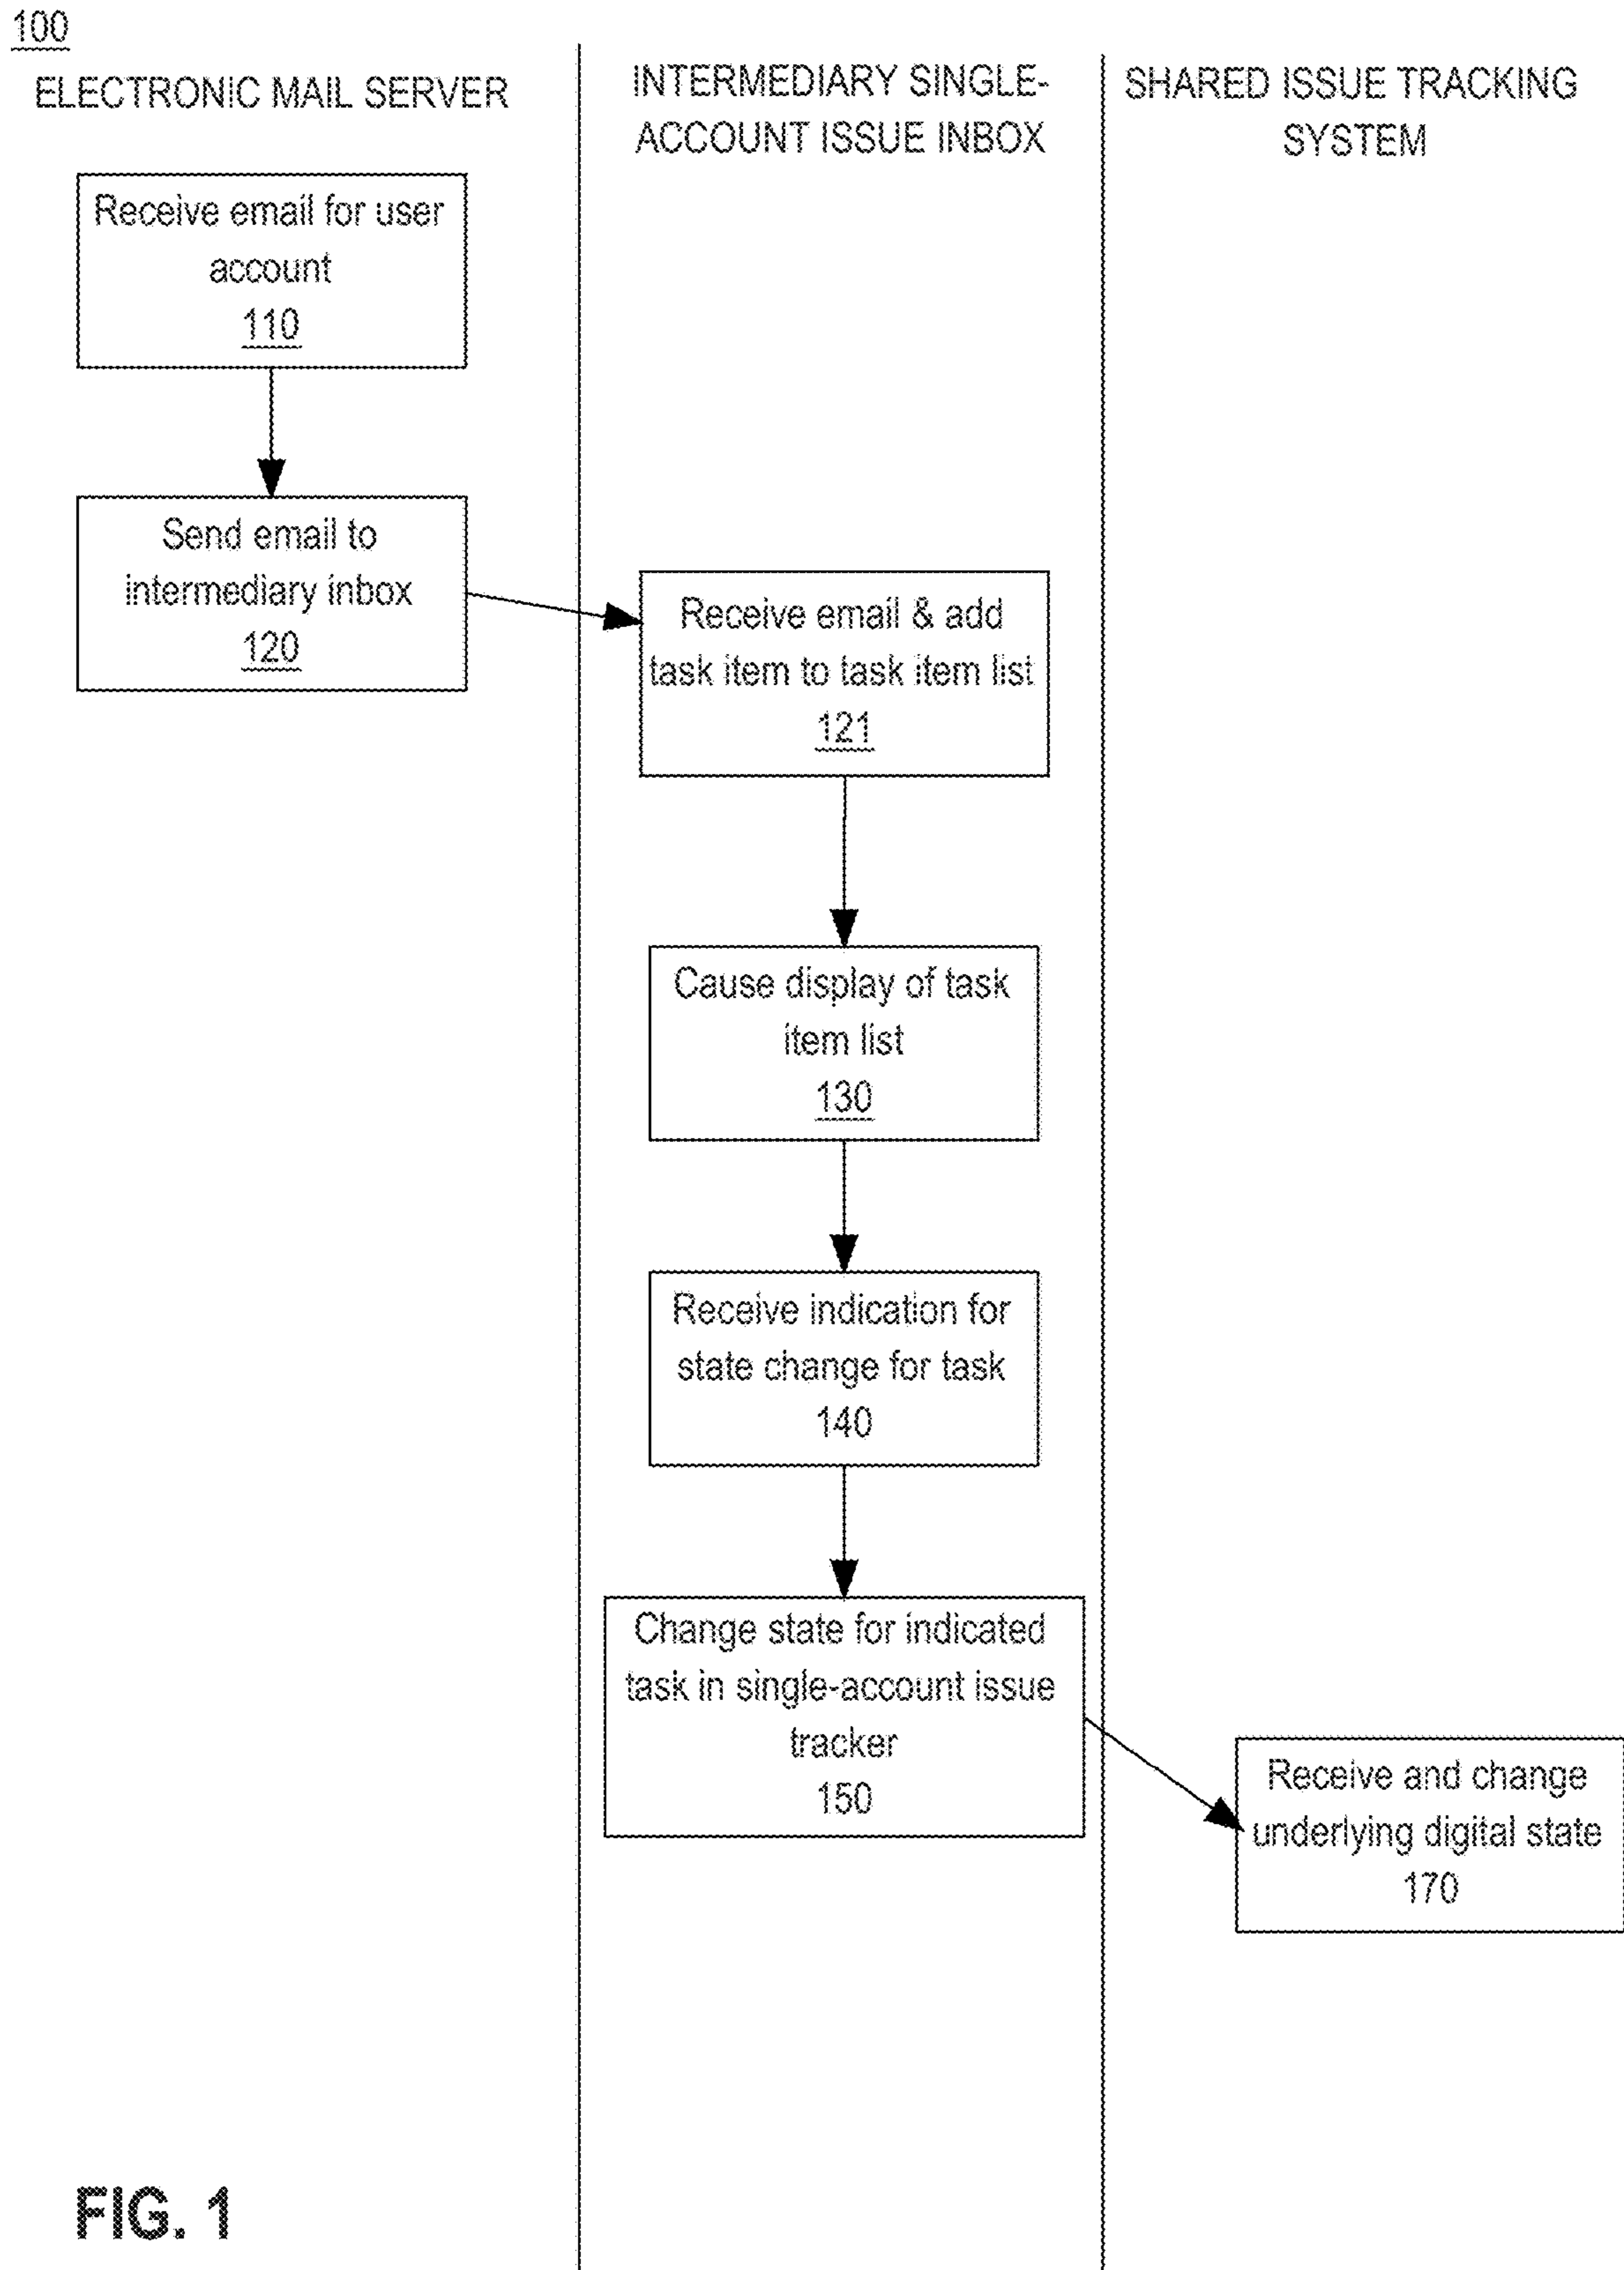 100
ELECTRONIC MAIL SERVER
INTERMEDIARY SINGLE-
ACCOUNT ISSUE INBOX
SHARED ISSUE TRACKING
SYSTEM
Receive email for user
account
110
Send email to
intermediary inbox
120
Receive email & add
task item to task item list
121
Cause display of task
item list
130
Receive indication for
state change for task
140
Change state for indicated
task in single-account issue
tracker
150
Receive and change
underlying digital state
170
FIG. 1